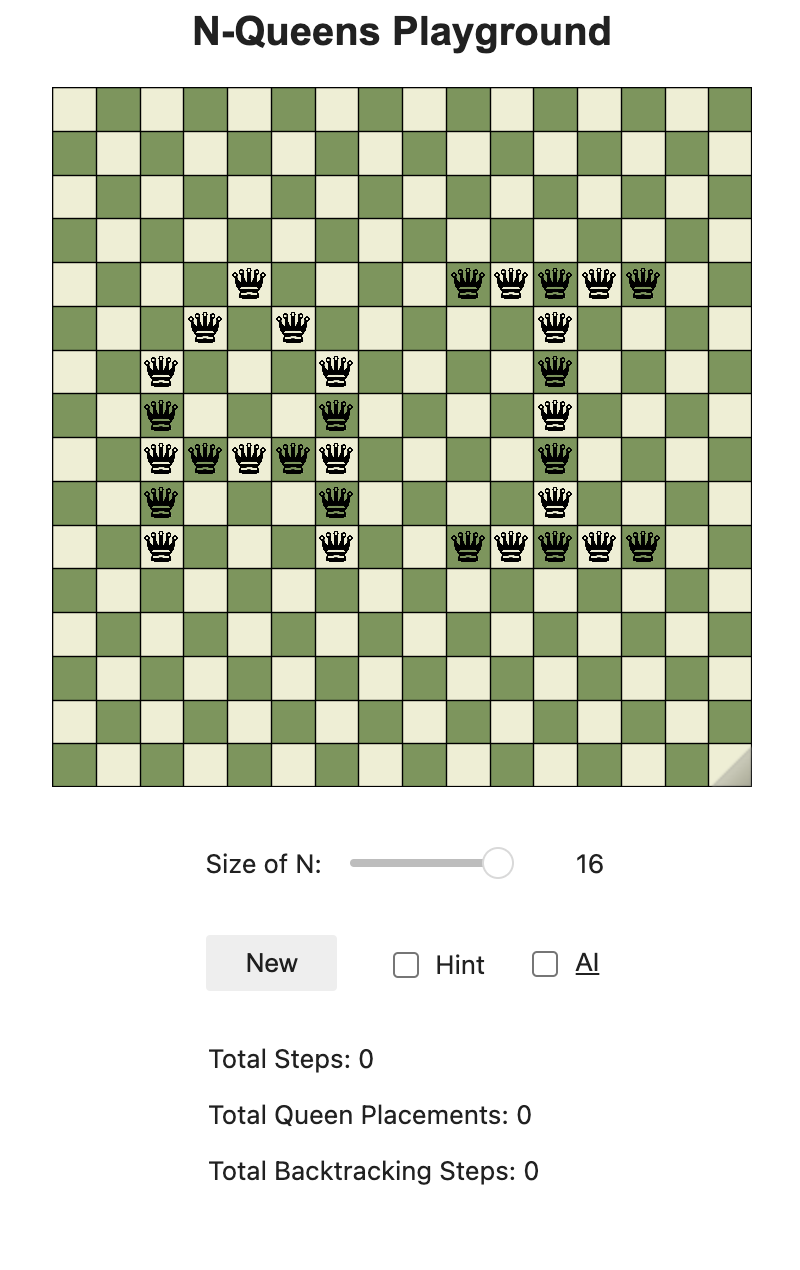 N-Queens Playground
AI
Size of N: 16
New Hint AI
Total Steps: 0
Total Queen Placements: 0
Total Backtracking Steps: 0